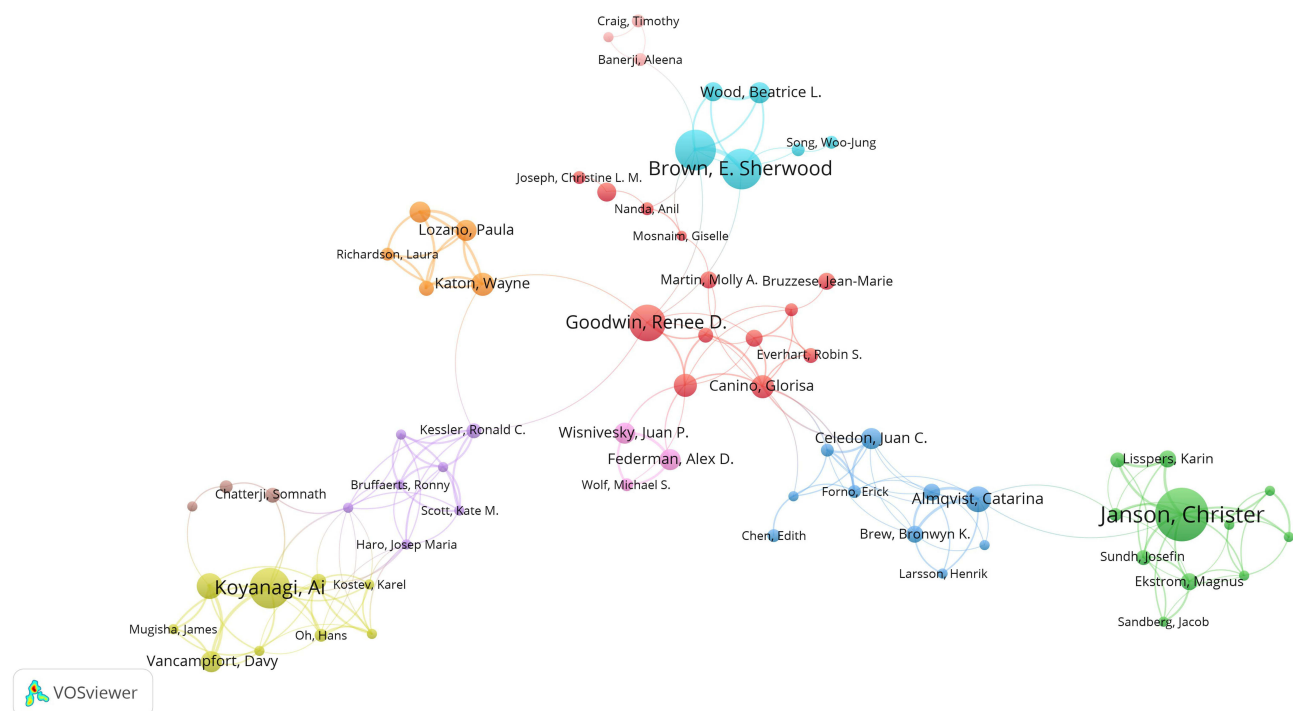 Craig, Timothy
Banerji, Aleena
Wood, Beatrice L.
Song, Woo-Jung
Brown, E. Sherwood
Joseph, Christine L. M.
Nanda, Anil
Lozano, Paula
Mosnaim, Giselle
Richardson, Laura
Katon, Wayne
Martin, Molly A.
Bruzzese, Jean-Marie
Goodwin, Renee D.
Everhart, Robin S.
Canino, Glorisa
Kessler, Ronald C.
Wisnivesky, Juan P.
Celedon, Juan C.
Federman, Alex D.
Lisspers, Karin
Bruffaerts, Ronny
Wolf, Michael S.
Forno, Erick
Chatterji, Somnath
Almqvist, Catarina
Scott, Kate M.
Janson, Christer
Chen, Edith
Brew, Bronwyn K.
Haro, Josep Maria
Sundh, Josefin
Larsson, Henrik
Ekstrom, Magnus
Koyanagi, Ai
Kostev, Karel
Sandberg, Jacob
Mugisha, James
Oh, Hans
Vancampfort, Davy
VOSviewer